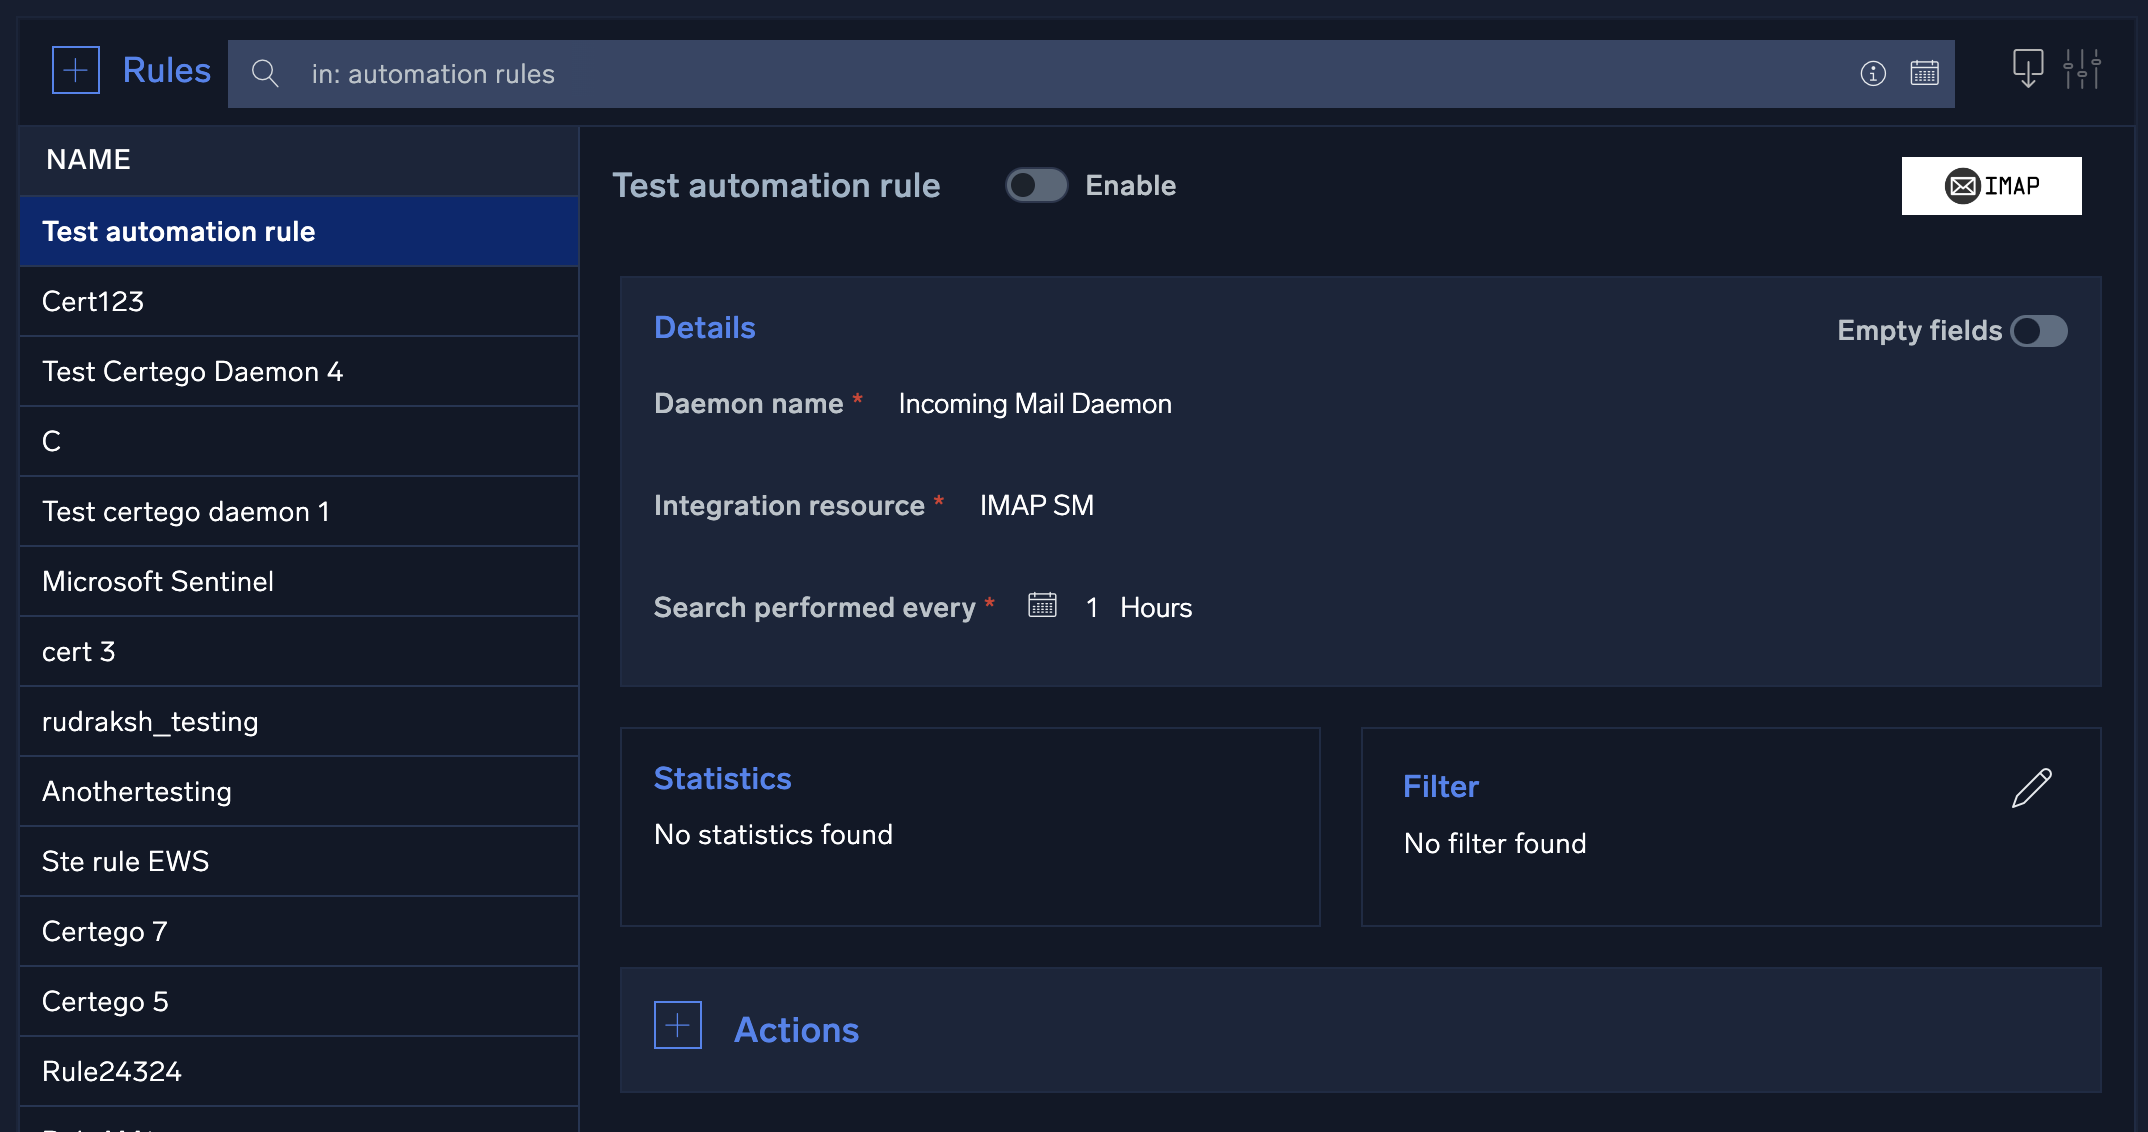 Rules
in: automation rules
NAME
Test automation rule
Cert123
Test Certego Daemon 4
C
Test certego daemon 1
Microsoft Sentinel
cert 3
rudraksh_testing
Anothertesting
Ste rule EWS
Certego 7
Certego 5
Rule24324
Test automation rule
Enable
IMAP
Details
Empty fields
Daemon name * Incoming Mail Daemon
Integration resource * IMAP SM
Search performed every * 1 Hours
Statistics
No statistics found
Filter
No filter found
Actions